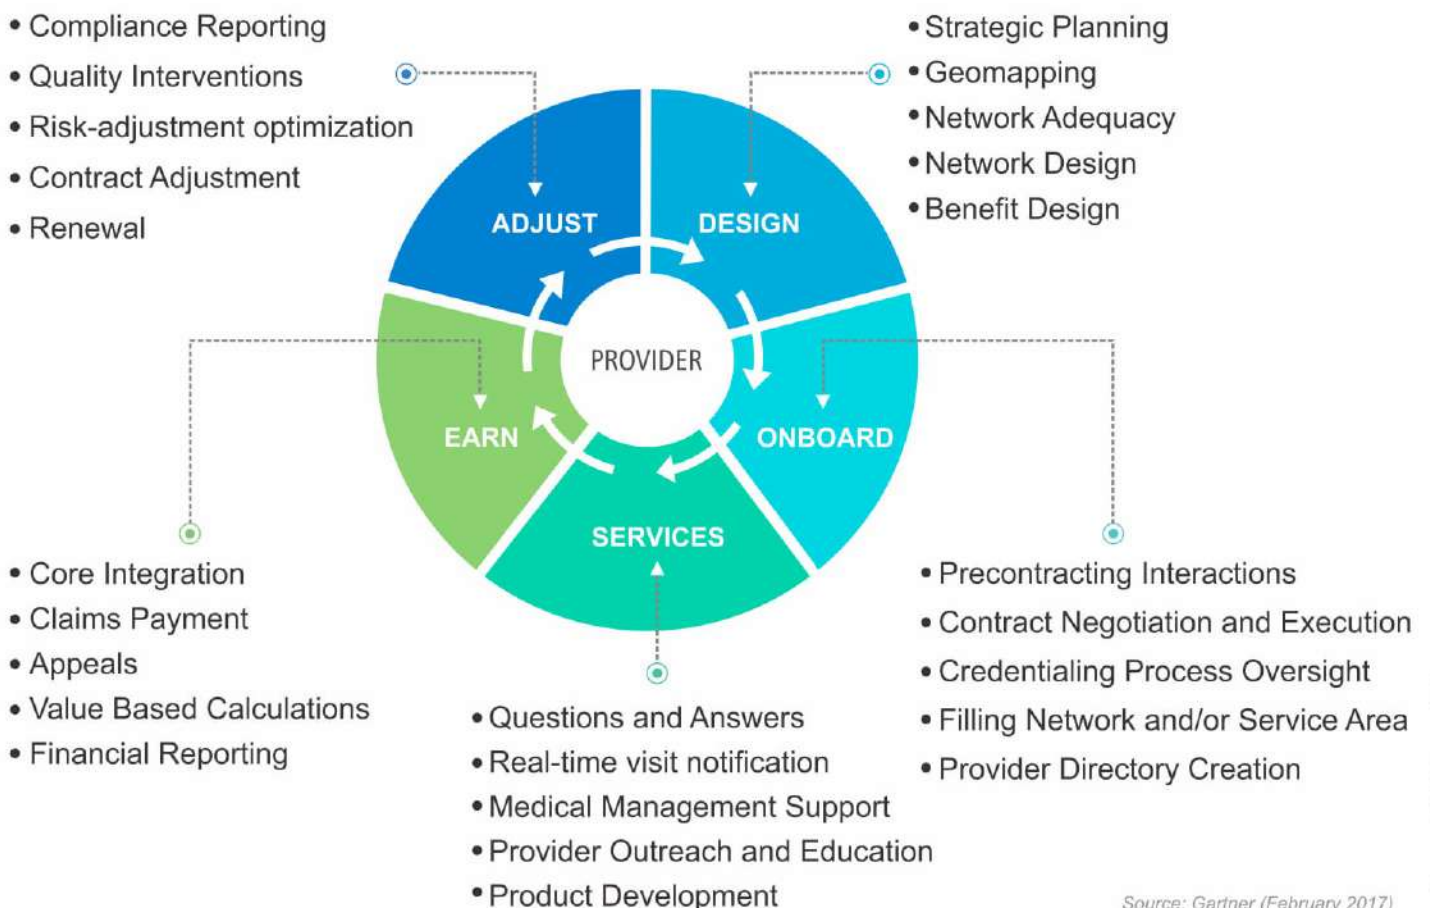 • Compliance Reporting
• Quality Interventions
• Risk-adjustment optimization
• Contract Adjustment
• Renewal
• Strategic Planning
• Geomapping
• Network Adequacy
• Network Design
• Benefit Design
ADJUST
DESIGN
PROVIDER
EARN
ONBOARD
SERVICES
• Core Integration
• Claims Payment
• Appeals
• Value Based Calculations
• Financial Reporting
• Questions and Answers
• Real-time visit notification
• Medical Management Support
• Provider Outreach and Education
• Product Development
• Precontracting Interactions
• Contract Negotiation and Execution
• Credentialing Process Oversight
• Filling Network and/or Service Area
• Provider Directory Creation
Source: Gartner (February 2017)